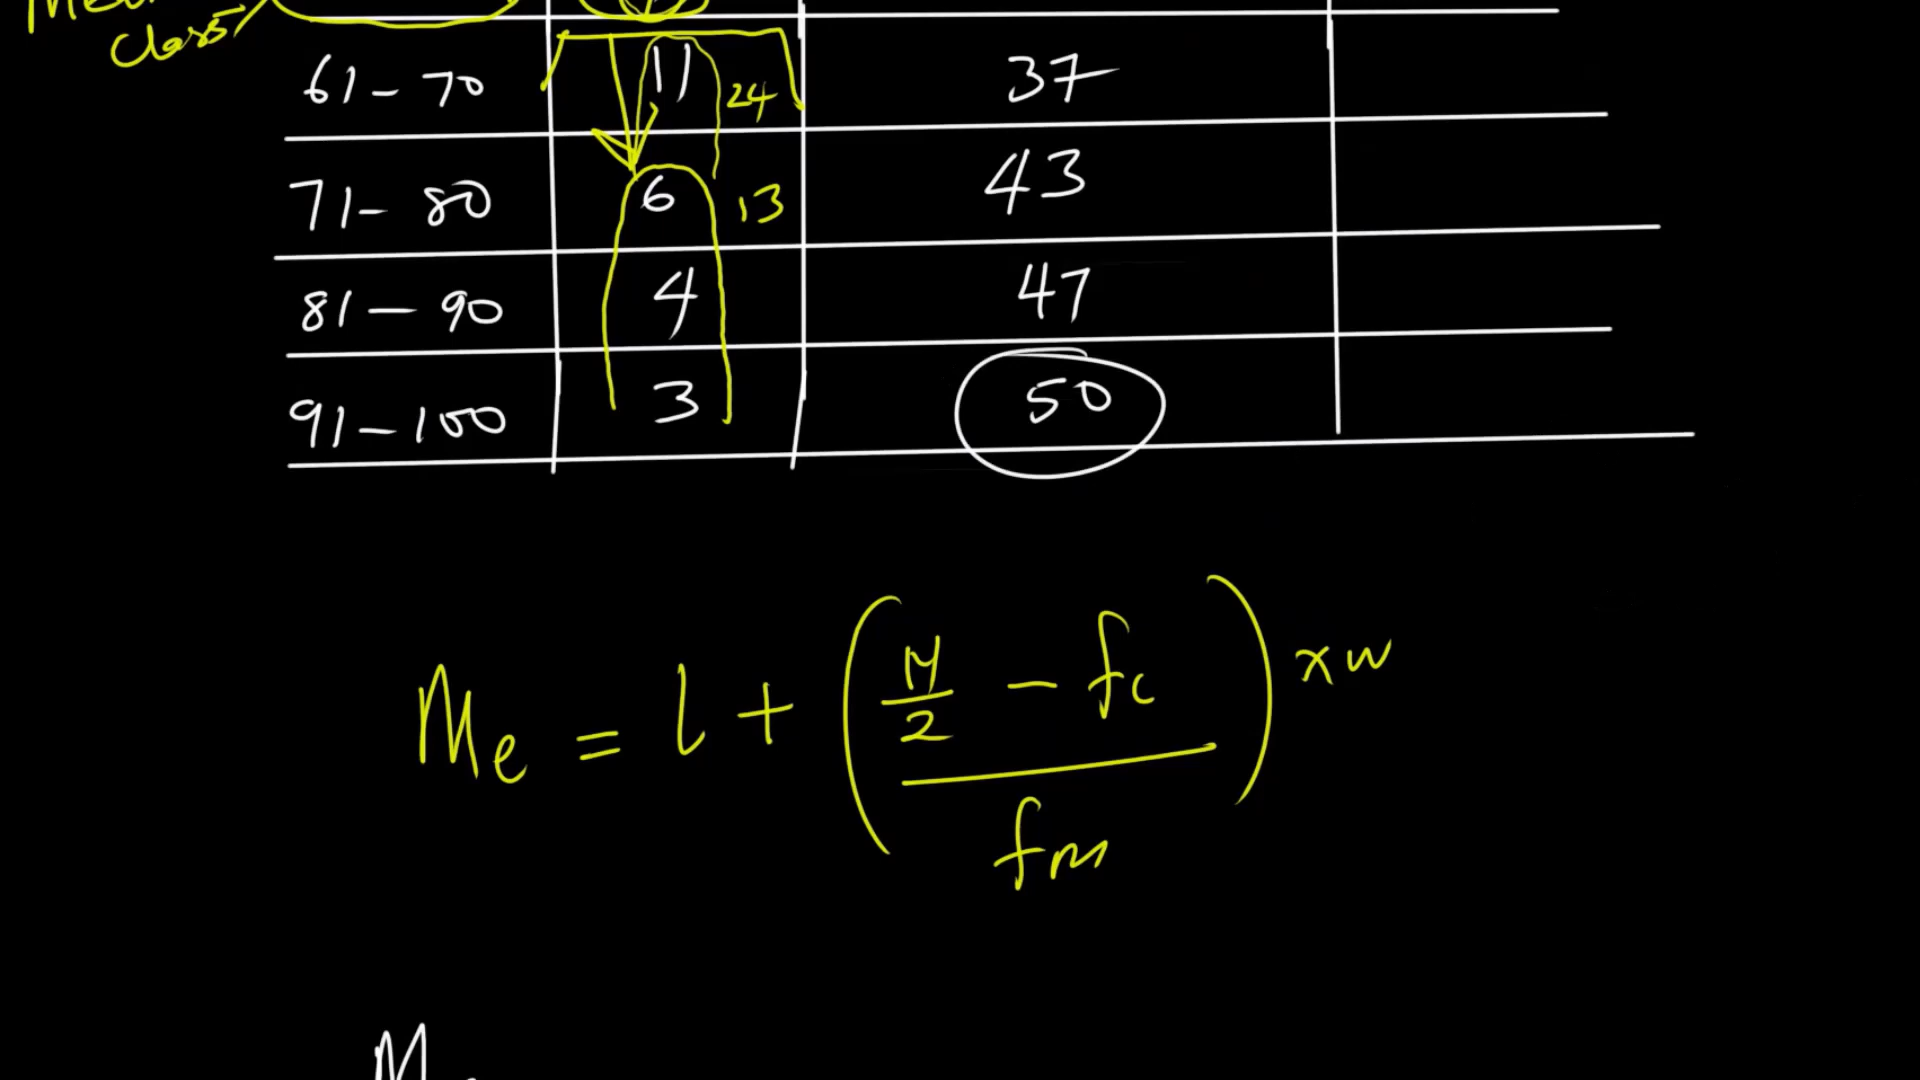 class
61 - 70 11 24 37
71 - 80 6 13 43
81 - 90 4 47
91 - 100 3 50
Me = l + ( N/2 - fc / fm ) x w